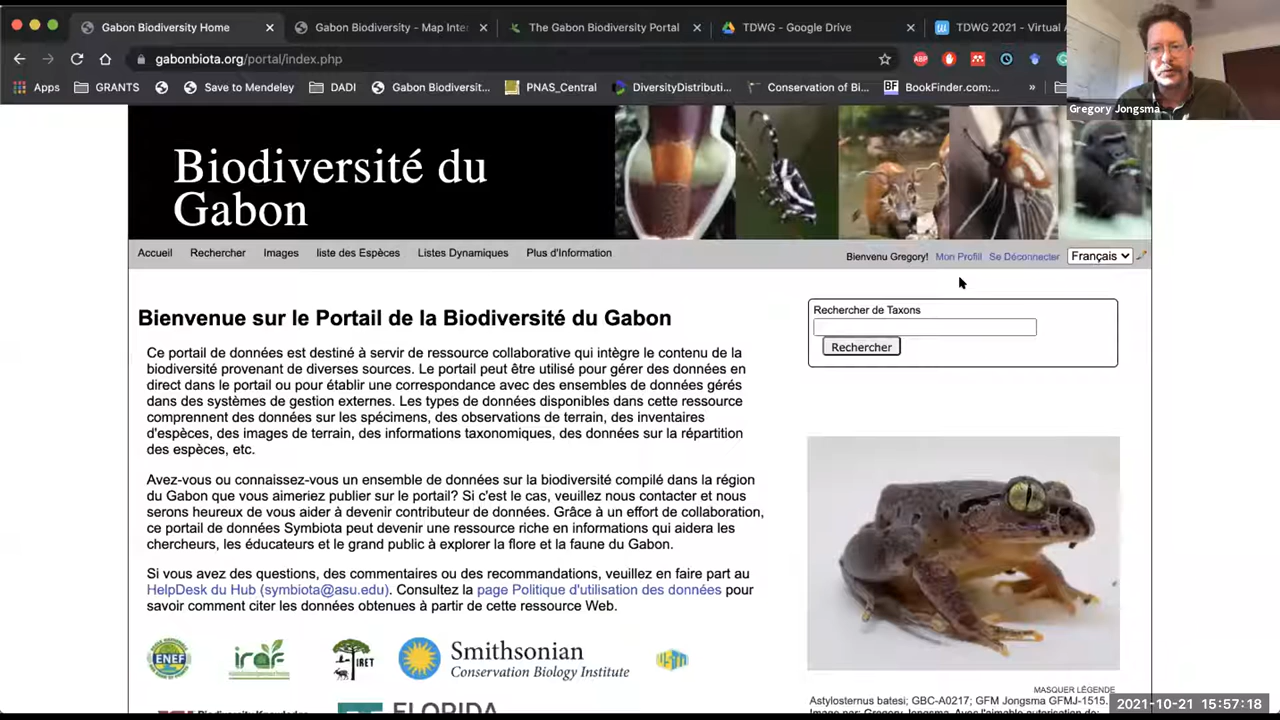 Gabon Biodiversity Home
Gabon Biodiversity - Map Inte
The Gabon Biodiversity Portal
TDWG - Google Drive
TDWG 2021 - Virtual
gabonbiota.org/portal/index.php
ABP
Apps
GRANTS
Save to Mendeley
DADI
Gabon Biodiversit...
PNAS_Central
DiversityDistributi...
Conservation of Bi...
BF
BookFinder.com:...
»
Gregory Jongsma
Biodiversité du
Gabon
Accueil
Rechercher
Images
liste des Espèces
Listes Dynamiques
Plus d'Information
Bienvenu Gregory!
Mon Profill
Se Déconnecter
Français
Bienvenue sur le Portail de la Biodiversité du Gabon
Ce portail de données est destiné à servir de ressource collaborative qui intègre le contenu de la
biodiversité provenant de diverses sources. Le portail peut être utilisé pour gérer des données en
direct dans le portail ou pour établir une correspondance avec des ensembles de données gérés
dans des systèmes de gestion externes. Les types de données disponibles dans cette ressource
comprennent des données sur les spécimens, des observations de terrain, des inventaires
d'espèces, des images de terrain, des informations taxonomiques, des données sur la répartition
des espèces, etc.
Avez-vous ou connaissez-vous un ensemble de données sur la biodiversité compilé dans la région
du Gabon que vous aimeriez publier sur le portail? Si c'est le cas, veuillez nous contacter et nous
serons heureux de vous aider à devenir contributeur de données. Grâce à un effort de collaboration,
ce portail de données Symbiota peut devenir une ressource riche en informations qui aidera les
chercheurs, les éducateurs et le grand public à explorer la flore et la faune du Gabon.
Si vous avez des questions, des commentaires ou des recommandations, veuillez en faire part au
HelpDesk du Hub (symbiota@asu.edu). Consultez la page Politique d'utilisation des données pour
savoir comment citer les données obtenues à partir de cette ressource Web.
Rechercher de Taxons
Rechercher
ENEF
iraf
IRET
Smithsonian
Conservation Biology Institute
USTM
FLORIDA
MASQUER LÉGENDE
Astylosternus batesi; GBC-A0217; GFM Jongsma GFMJ-1515.
2021-10-21 15:57:18